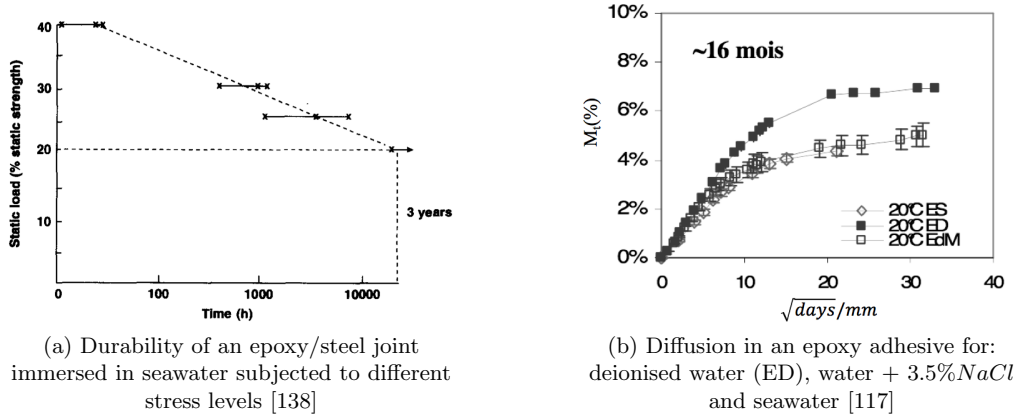 40
30
20
10
Static load (% static strength)
3 years
0
100
1000
10000
Time (h)
(a) Durability of an epoxy/steel joint
immersed in seawater subjected to different
stress levels [138]
10%
8%
6%
4%
2%
0%
Mt(%)
~16 mois
20°C ES
20°C ED
20°C EdM
0
10
20
30
40
√days/mm
(b) Diffusion in an epoxy adhesive for:
deionised water (ED), water + 3.5%NaCl
and seawater [117]